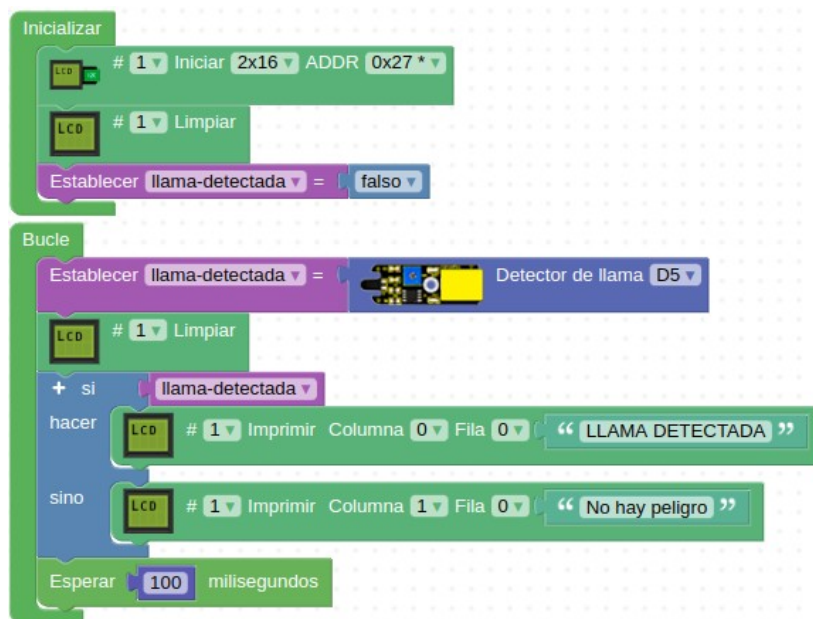 Inicializar
LCD # 1 Iniciar 2x16 ADDR 0x27 *
LCD # 1 Limpiar
Establecer llama-detectada = falso
Bucle
Establecer llama-detectada = Detector de llama D5
LCD # 1 Limpiar
+ si llama-detectada
hacer LCD # 1 Imprimir Columna 0 Fila 0 “ LLAMA DETECTADA ”
sino LCD # 1 Imprimir Columna 1 Fila 0 “ No hay peligro ”
Esperar 100 milisegundos